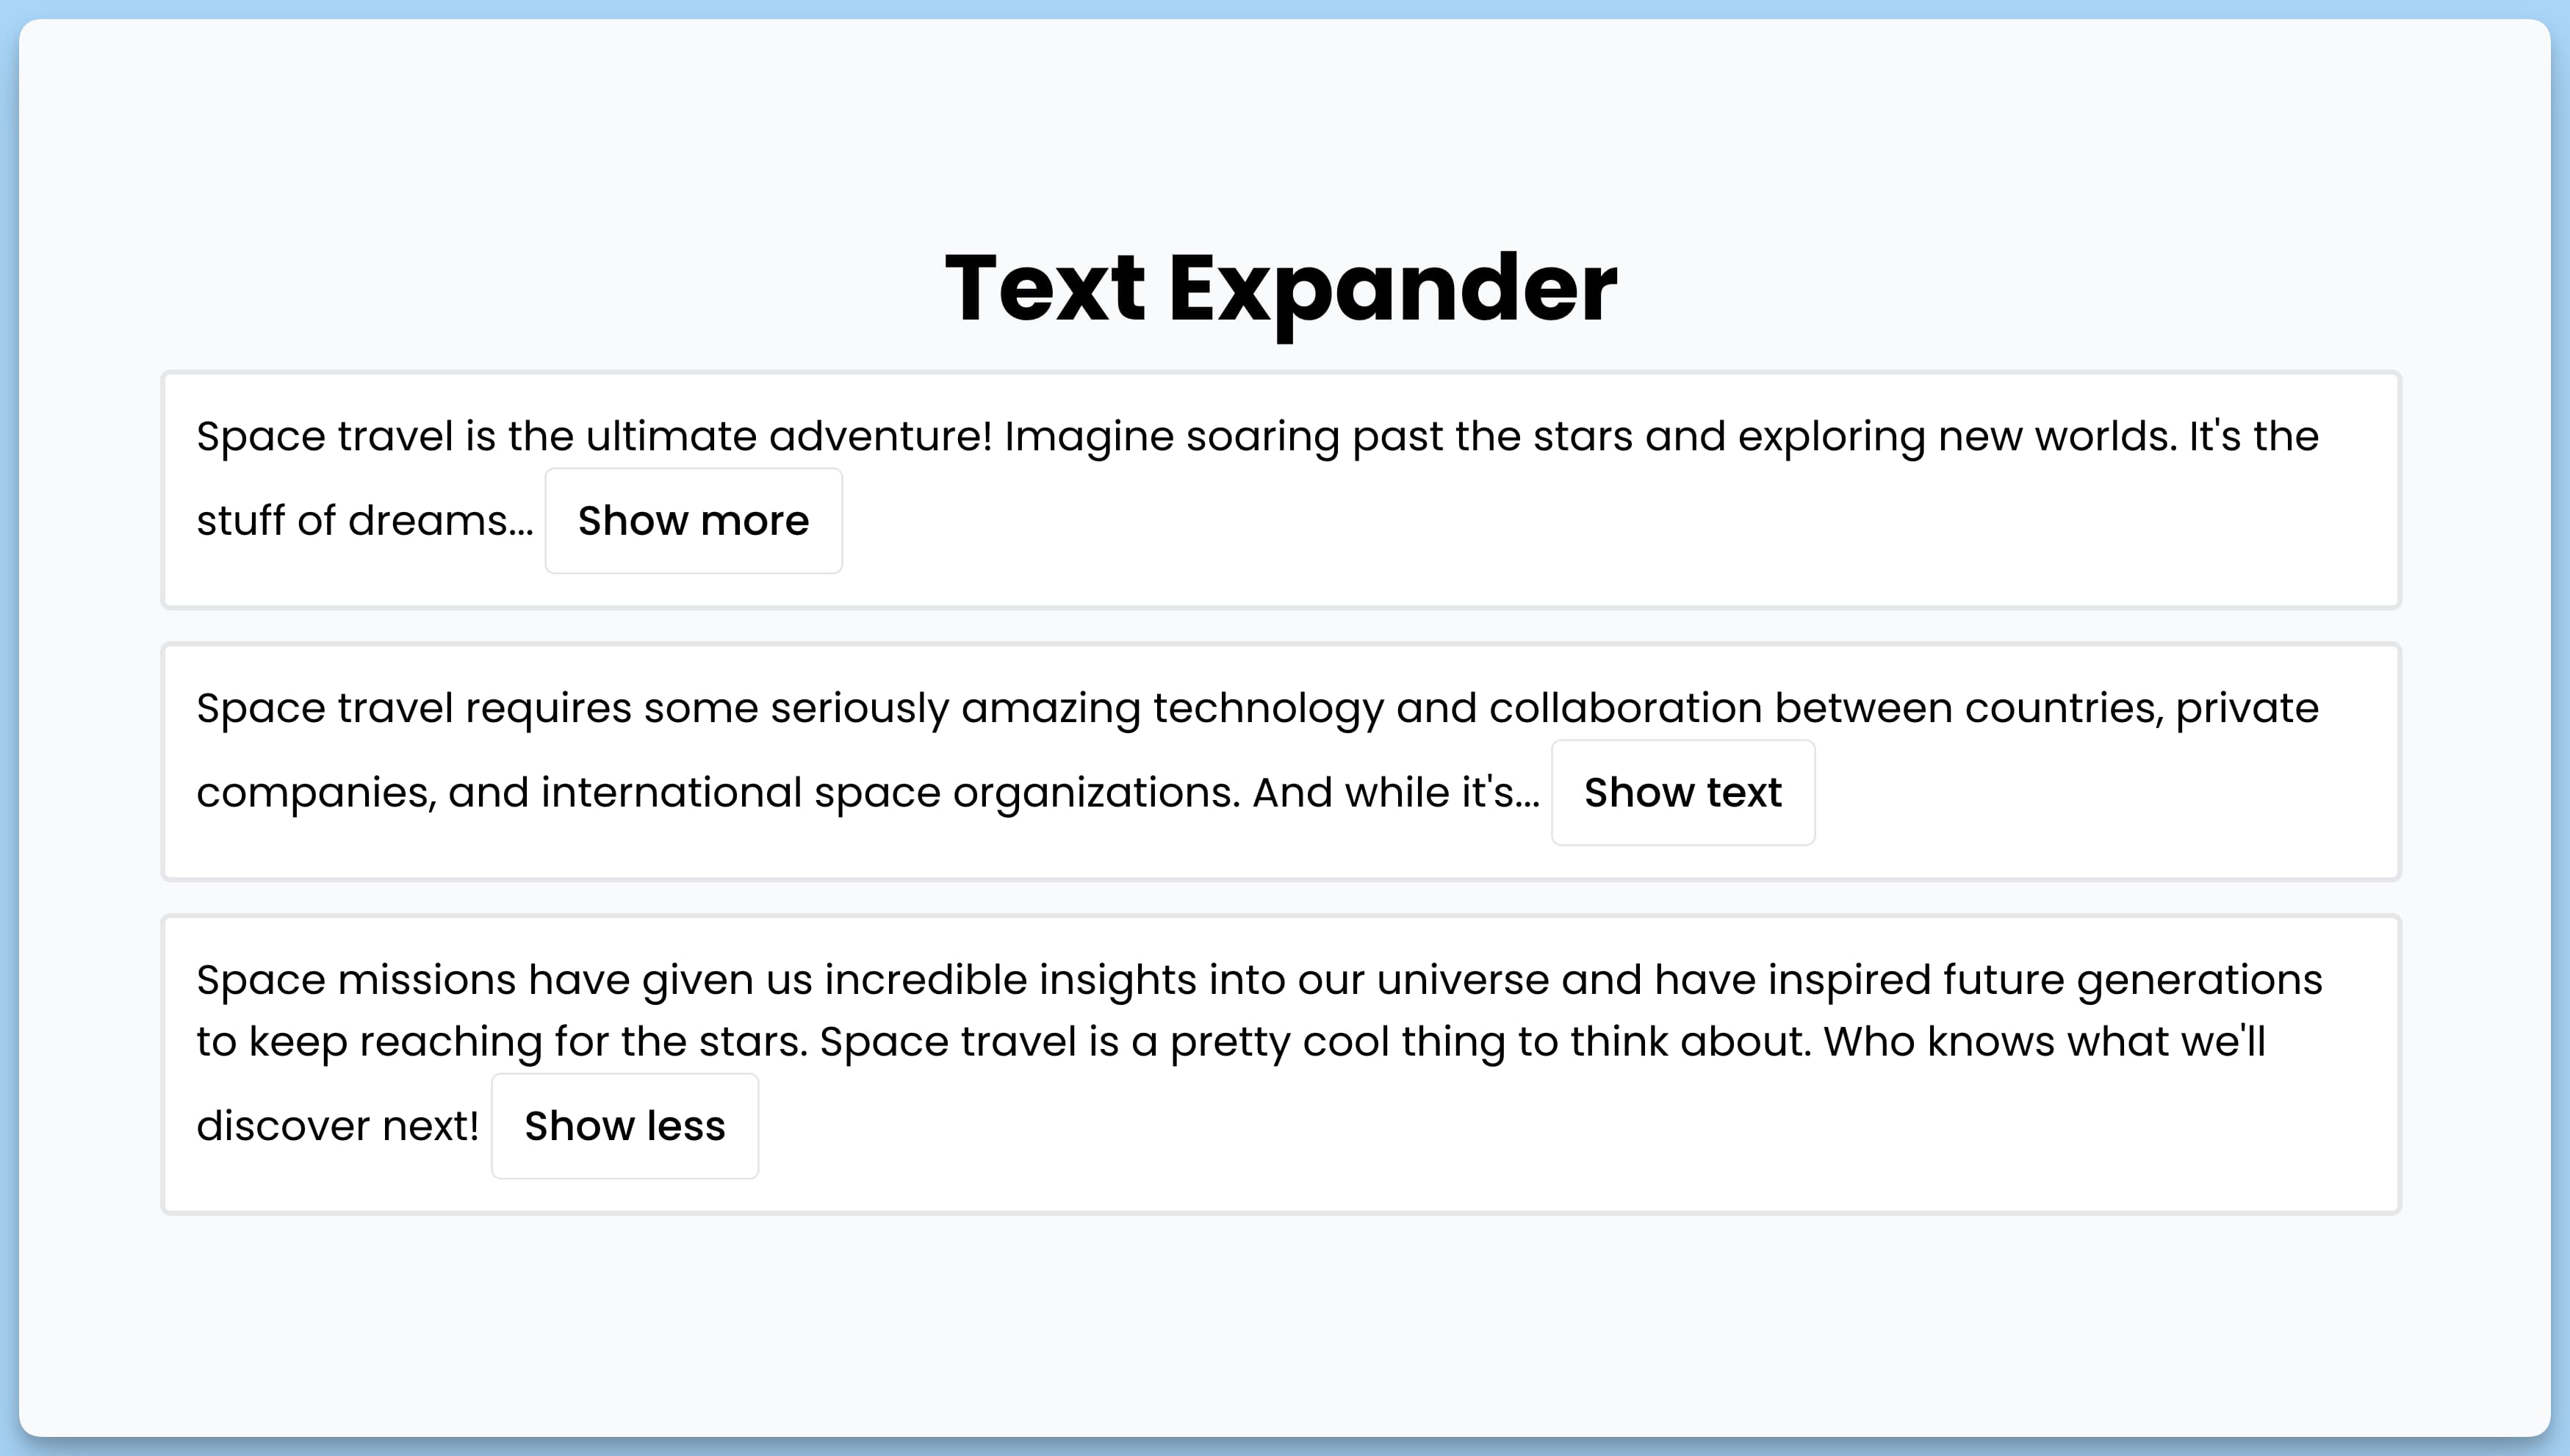 Text Expander
Space travel is the ultimate adventure! Imagine soaring past the stars and exploring new worlds. It's the
stuff of dreams... Show more
Space travel requires some seriously amazing technology and collaboration between countries, private
companies, and international space organizations. And while it's... Show text
Space missions have given us incredible insights into our universe and have inspired future generations
to keep reaching for the stars. Space travel is a pretty cool thing to think about. Who knows what we'll
discover next! Show less